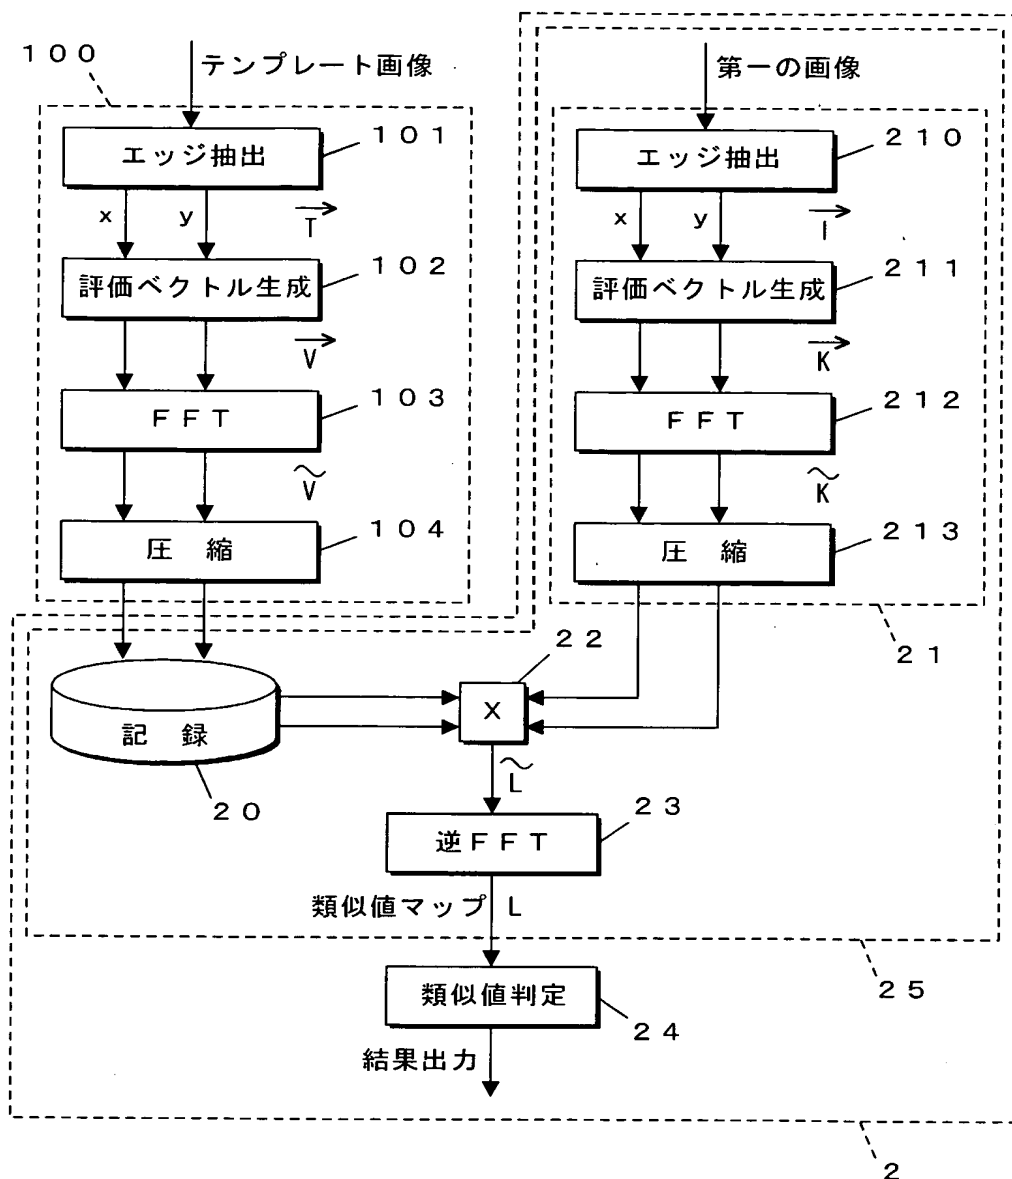 100
テンプレート画像
エッジ抽出
101
x
y
T
評価ベクトル生成
102
V
FFT
103
V
圧 縮
104
第一の画像
エッジ抽出
210
x
y
I
評価ベクトル生成
211
K
FFT
212
K
圧 縮
213
21
記 録
20
22
X
L
逆FFT
23
類似値マップ L
25
類似値判定
24
結果出力
2